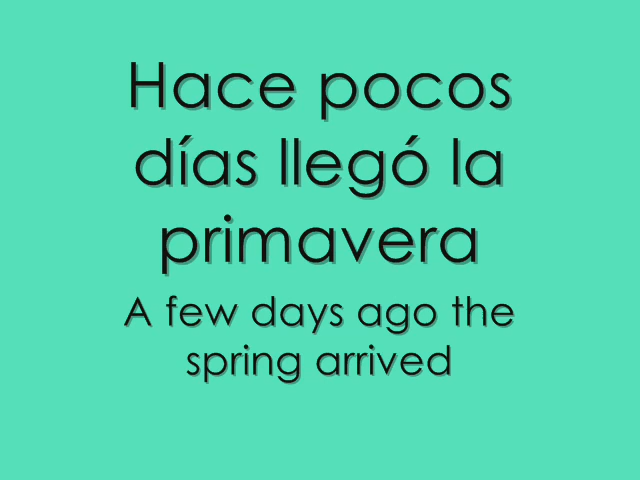 Hace pocos
días llegó la
primavera
A few days ago the
spring arrived